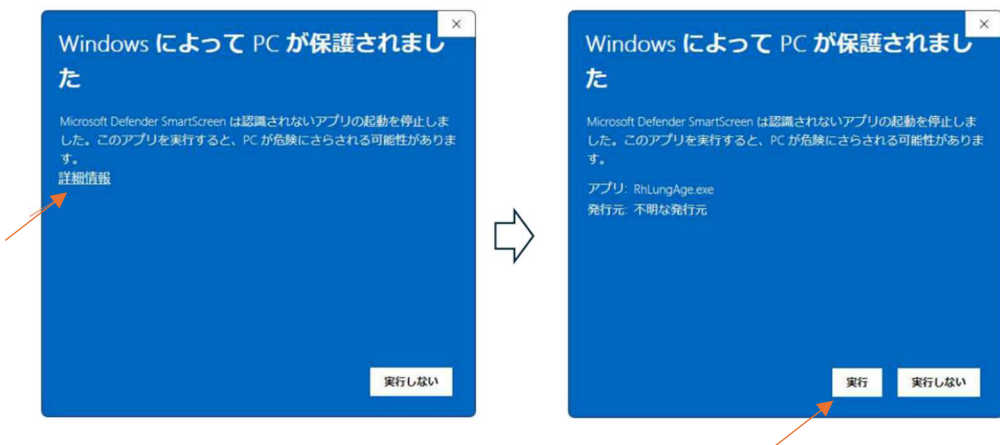 Windows によって PC が保護されまし
た
Microsoft Defender SmartScreen は認識されないアプリの起動を停止しま
した。このアプリを実行すると、PC が危険にさらされる可能性がありま
す。
詳細情報
実行しない
Windows によって PC が保護されまし
た
Microsoft Defender SmartScreen は認識されないアプリの起動を停止しま
した。このアプリを実行すると、PC が危険にさらされる可能性がありま
す。
アプリ: RhLungAge.exe
発行元: 不明な発行元
実行 実行しない